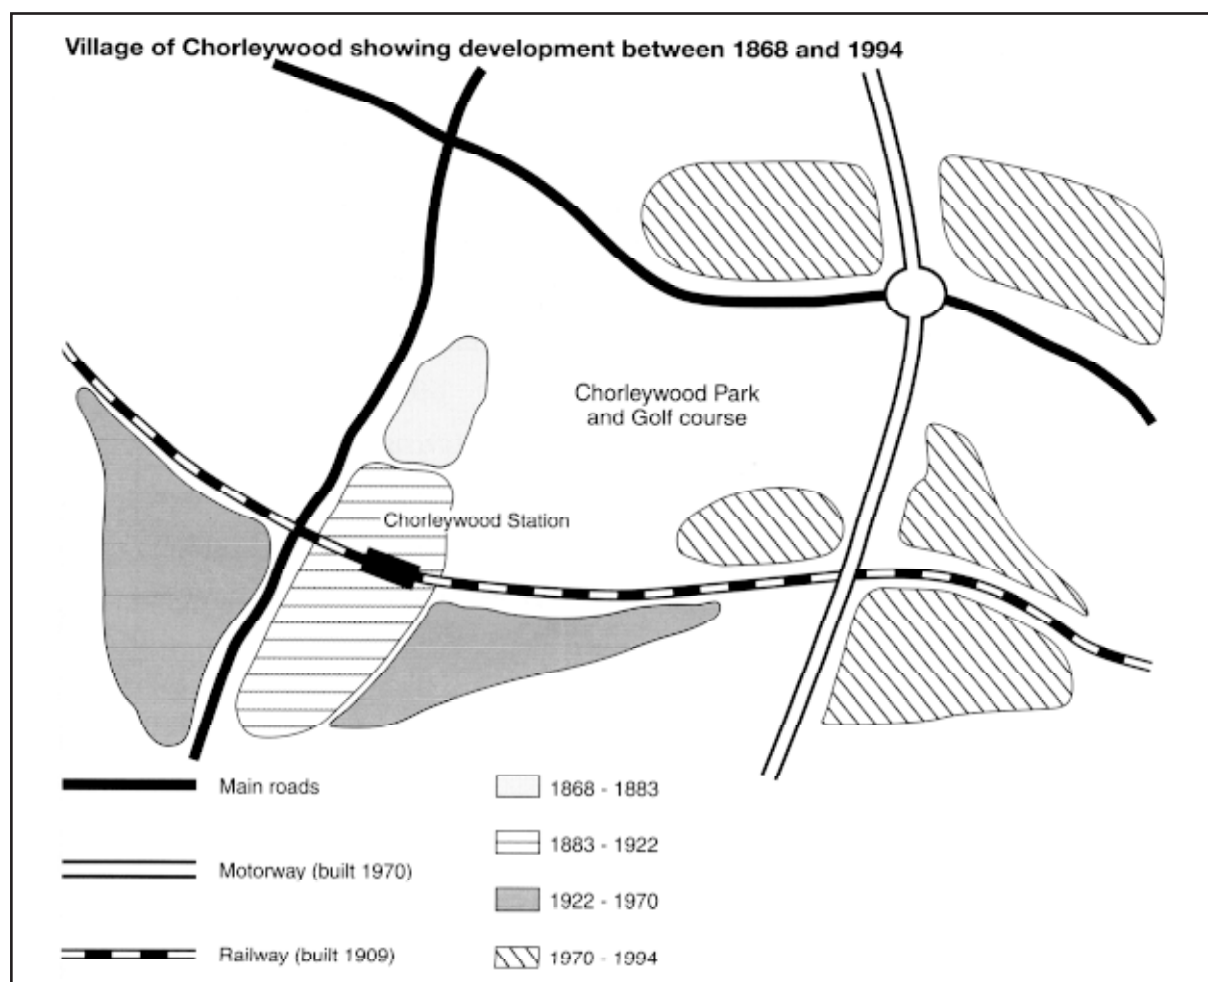 Village of Chorleywood showing development between 1868 and 1994
Chorleywood Park
and Golf course
Chorleywood Station
Main roads
Motorway (built 1970)
Railway (built 1909)
1868 - 1883
1883 - 1922
1922 - 1970
1970 - 1994